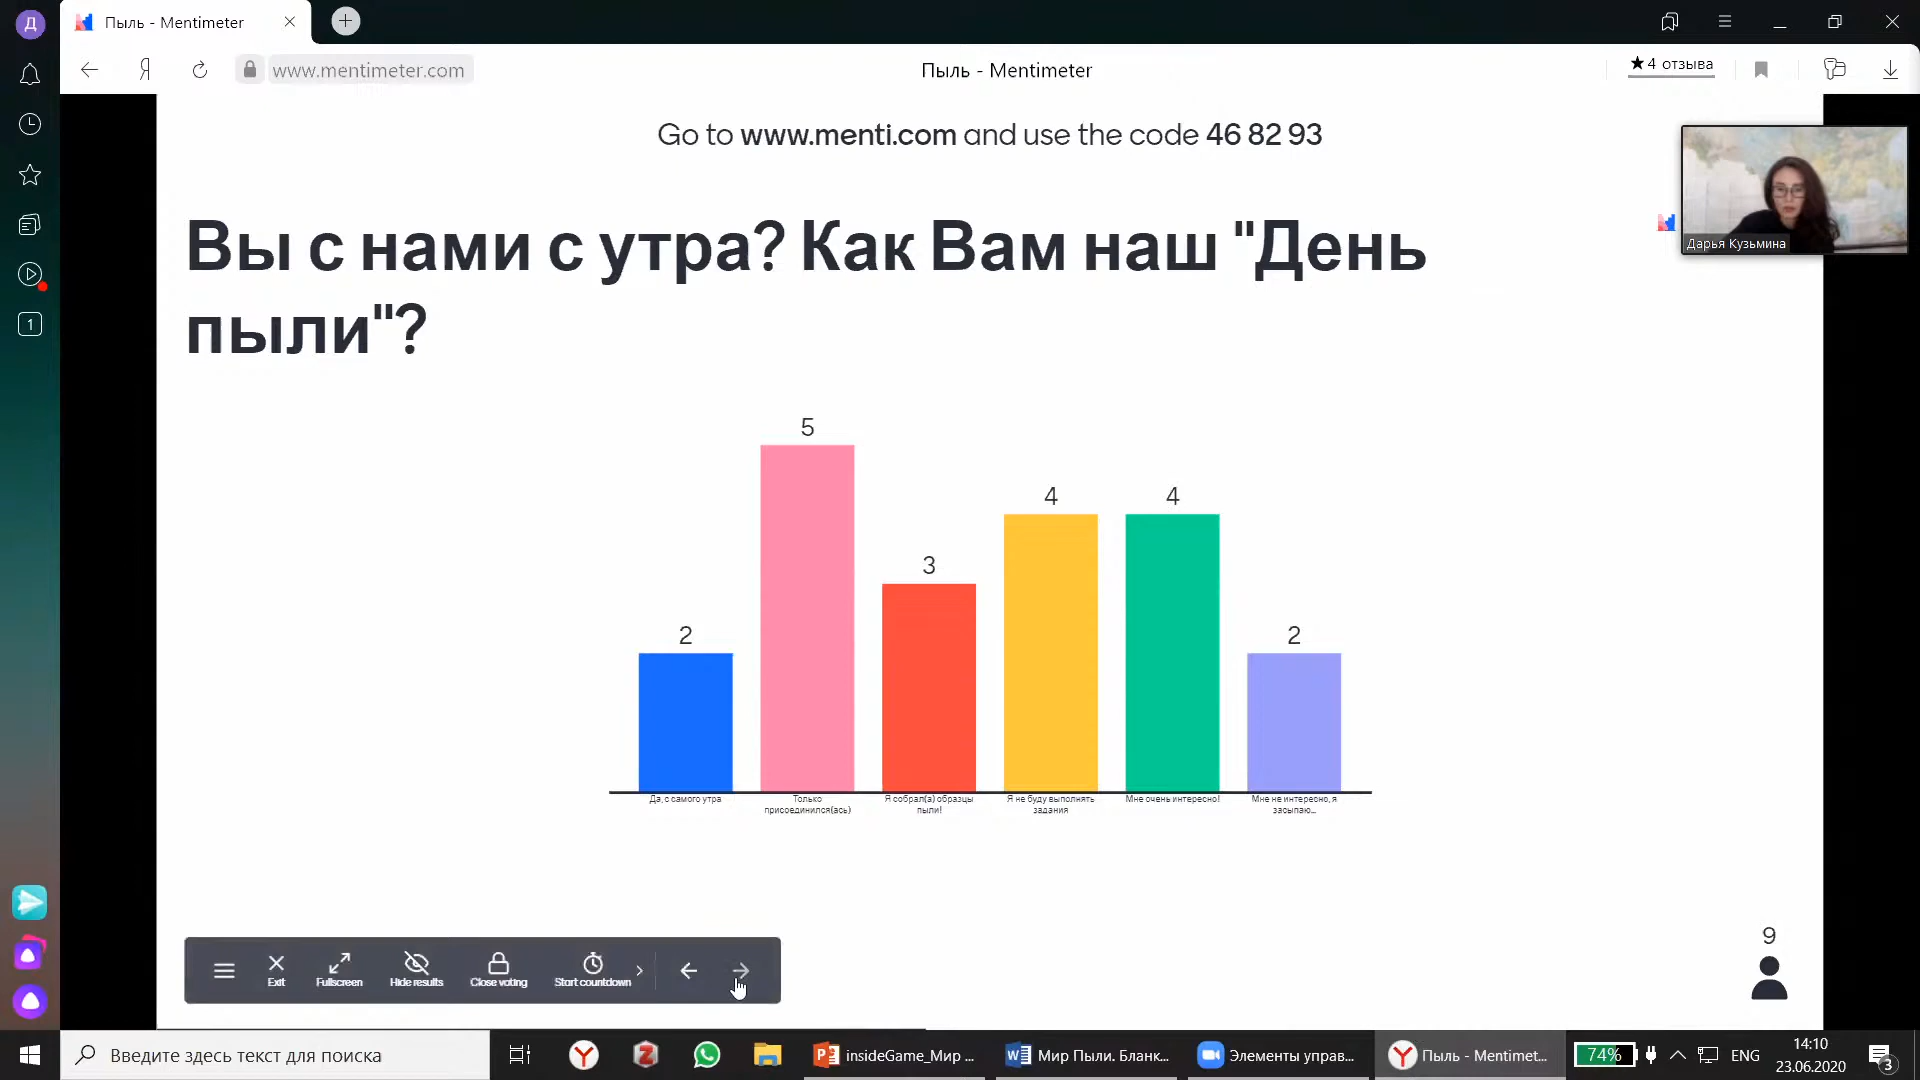 Д
Пыль - Mentimeter
Я
www.mentimeter.com
Пыль - Mentimeter
★4 отзыва
1
Go to www.menti.com and use the code 46 82 93
Дарья Кузьмина
Вы с нами с утра? Как Вам наш "День
пыли"?
2
5
3
4
4
2
Да, с самого утра
Только
присоединился(ась)
Я собрал(а) образцы
пыли!
Я не буду выполнять
задания
Мне очень интересно!
Мне не интересно, я
засыпаю...
9
Exit
Fullscreen
Hide results
Close voting
Start countdown
Введите здесь текст для поиска
insideGame_Мир ...
Мир Пыли. Бланк...
Элементы управ...
Пыль - Mentimet...
74%
ENG
14:10
23.06.2020
3